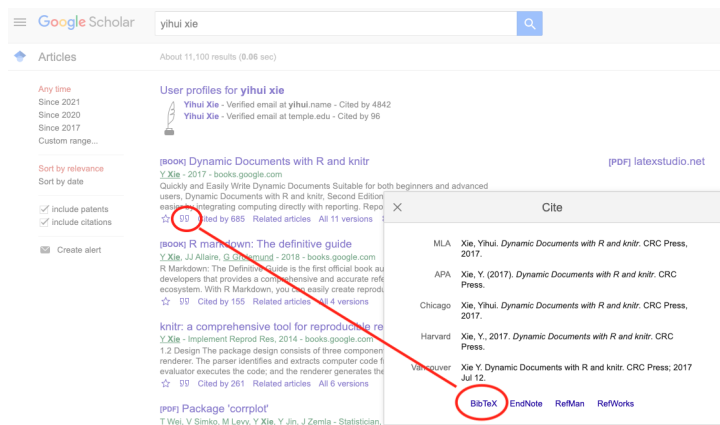 Google Scholar
yihui xie
Articles
About 11,100 results (0.06 sec)
Any time
Since 2021
Since 2020
Since 2017
Custom range...
Sort by relevance
Sort by date
include patents
include citations
Create alert
User profiles for yihui xie
Yihui Xie - Verified email at yihui.name - Cited by 4842
Yihui Xie - Verified email at temple.edu - Cited by 96
[BOOK] Dynamic Documents with R and knitr
[PDF] latexstudio.net
Y Xie - 2017 - books.google.com
Quickly and Easily Write Dynamic Documents Suitable for both beginners and advanced
users, Dynamic Documents with R and knitr, Second Edition
easier by integrating computing directly with reporting. Repo
Cited by 685 Related articles All 11 versions
[BOOK] R markdown: The definitive guide
Y Xie, JJ Allaire, G Grolemund - 2018 - books.google.com
R Markdown: The Definitive Guide is the first official book au
developers that provides a comprehensive and accurate refe
ecosystem. With R Markdown, you can easily create reprodu
Cited by 155 Related articles All 4 versions
knitr: a comprehensive tool for reproducible re
Y Xie - Implement Reprod Res, 2014 - books.google.com
1.2 Design The package design consists of three componen
renderer. The parser identifies and extracts computer code f
evaluator executes the code; and the renderer generates the
Cited by 261 Related articles All 6 versions
[PDF] Package 'corrplot'
T Wei, V Simko, M Levy, Y Xie, Y Jin, J Zemla - Statistician,
Cite
MLA Xie, Yihui. Dynamic Documents with R and knitr. CRC Press,
2017.
APA Xie, Y. (2017). Dynamic Documents with R and knitr. CRC
Press.
Chicago Xie, Yihui. Dynamic Documents with R and knitr. CRC Press,
2017.
Harvard Xie, Y., 2017. Dynamic Documents with R and knitr. CRC
Press.
Vancouver Xie Y. Dynamic Documents with R and knitr. CRC Press; 2017
Jul 12.
BibTeX EndNote RefMan RefWorks